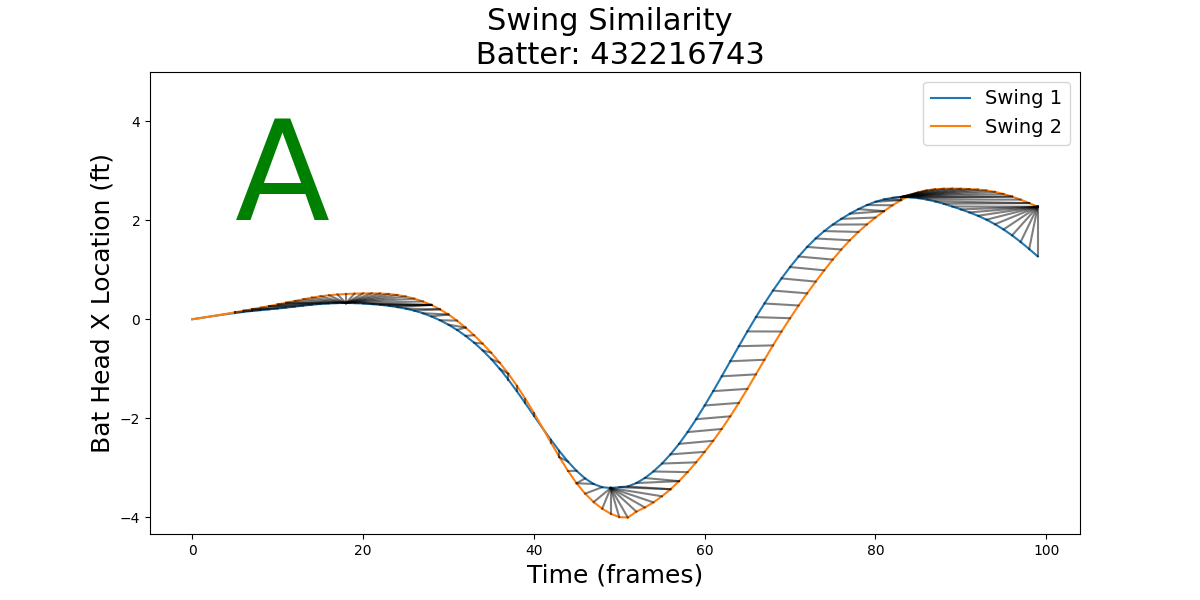 Swing Similarity
Batter: 432216743
A
Swing 1
Swing 2
Bat Head X Location (ft)
4
2
0
−2
−4
0 20 40 60 80 100
Time (frames)